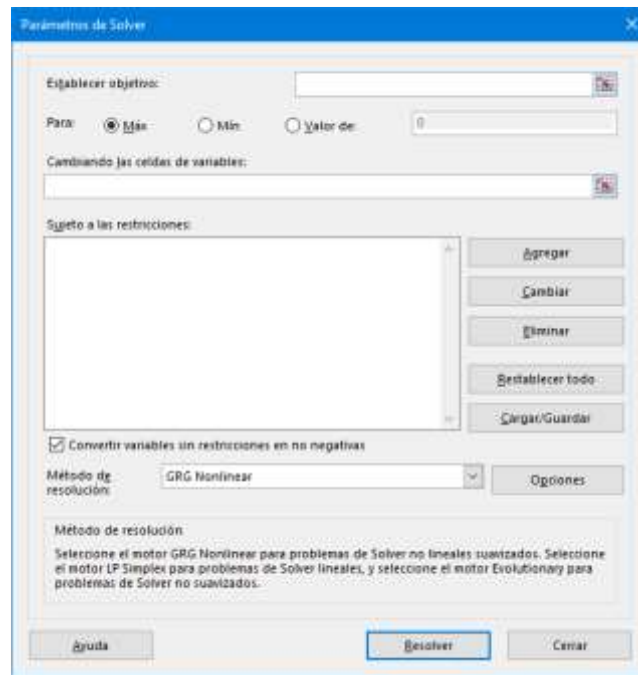 Parámetros de Solver
Establecer objetivo:
Para: Máx Mín Valor de: 0
Cambiando las celdas de variables:
Sujeto a las restricciones:
Agregar
Cambiar
Eliminar
Restablecer todo
Cargar/Guardar
Convertir variables sin restricciones en no negativas
Método de
resolución:
GRG Nonlinear
Opciones
Método de resolución
Seleccione el motor GRG Nonlinear para problemas de Solver no lineales suavizados. Seleccione
el motor LP Simplex para problemas de Solver lineales, y seleccione el motor Evolutionary para
problemas de Solver no suavizados.
Ayuda
Resolver
Cerrar